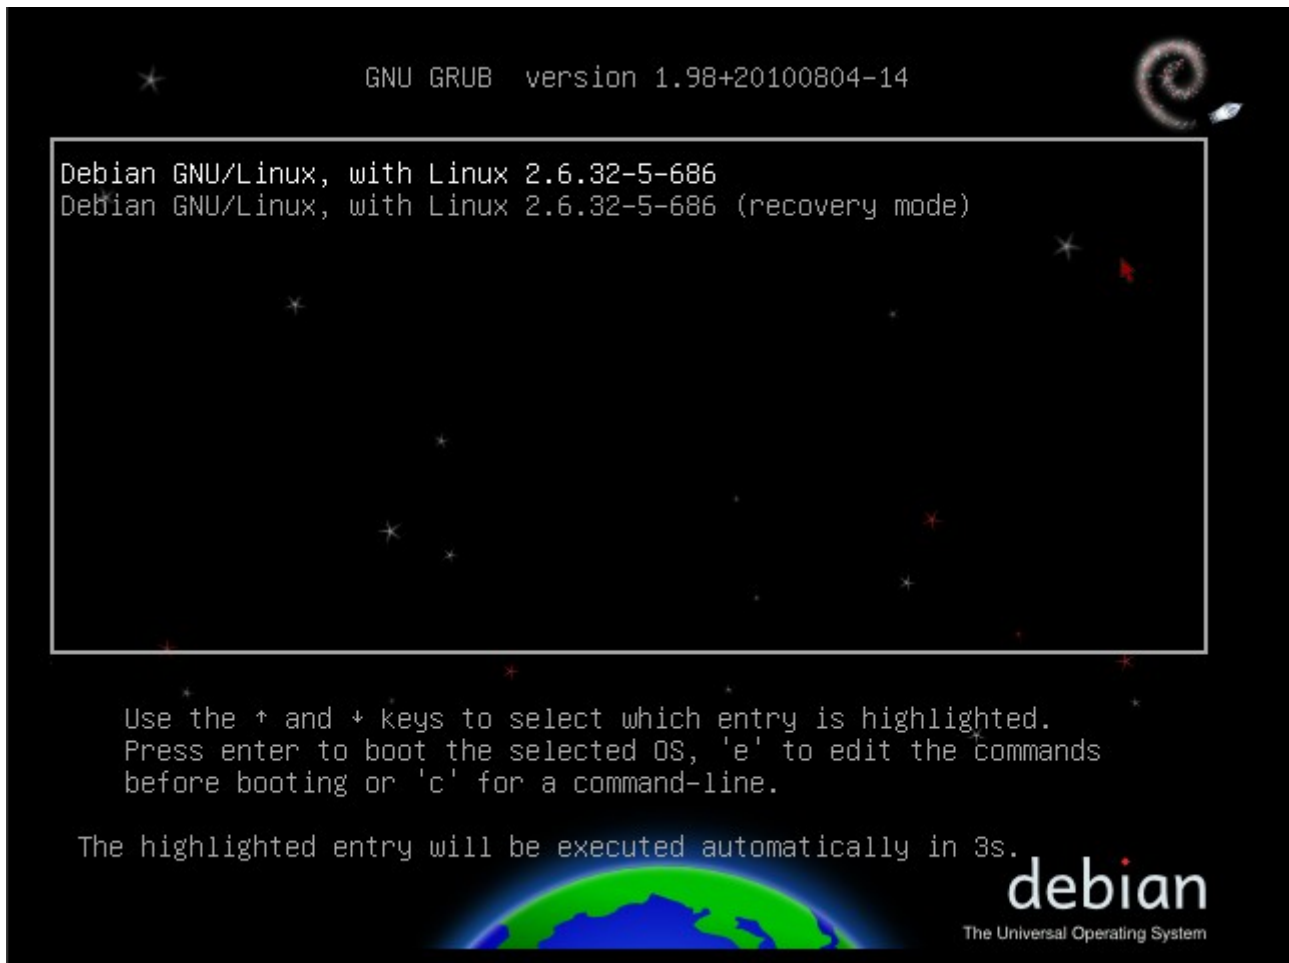 GNU GRUB  version 1.98+20100804-14
Debian GNU/Linux, with Linux 2.6.32-5-686
Debian GNU/Linux, with Linux 2.6.32-5-686 (recovery mode)
Use the ↑ and ↓ keys to select which entry is highlighted.
Press enter to boot the selected OS, 'e' to edit the commands
before booting or 'c' for a command-line.
The highlighted entry will be executed automatically in 3s.
debian
The Universal Operating System